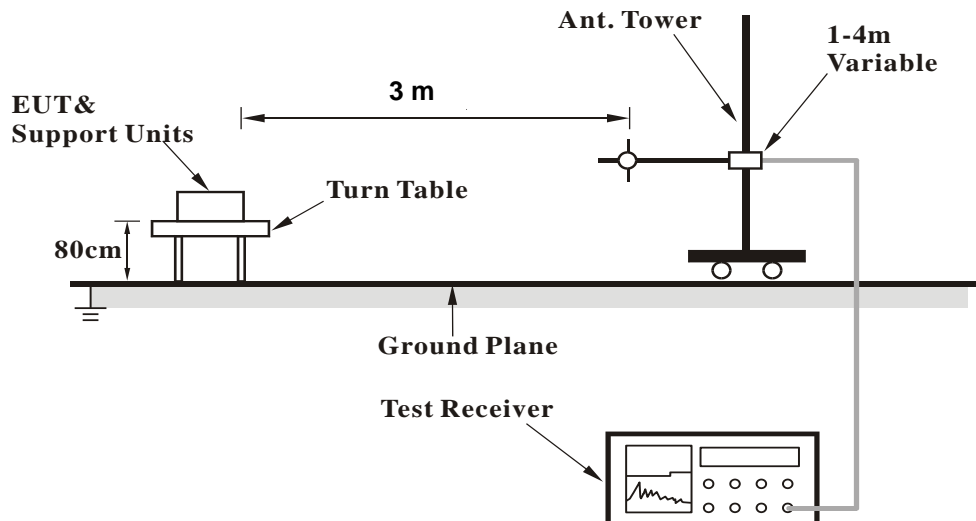 Ant. Tower
1-4m
Variable
3 m
EUT&
Support Units
Turn Table
80cm
Ground Plane
Test Receiver